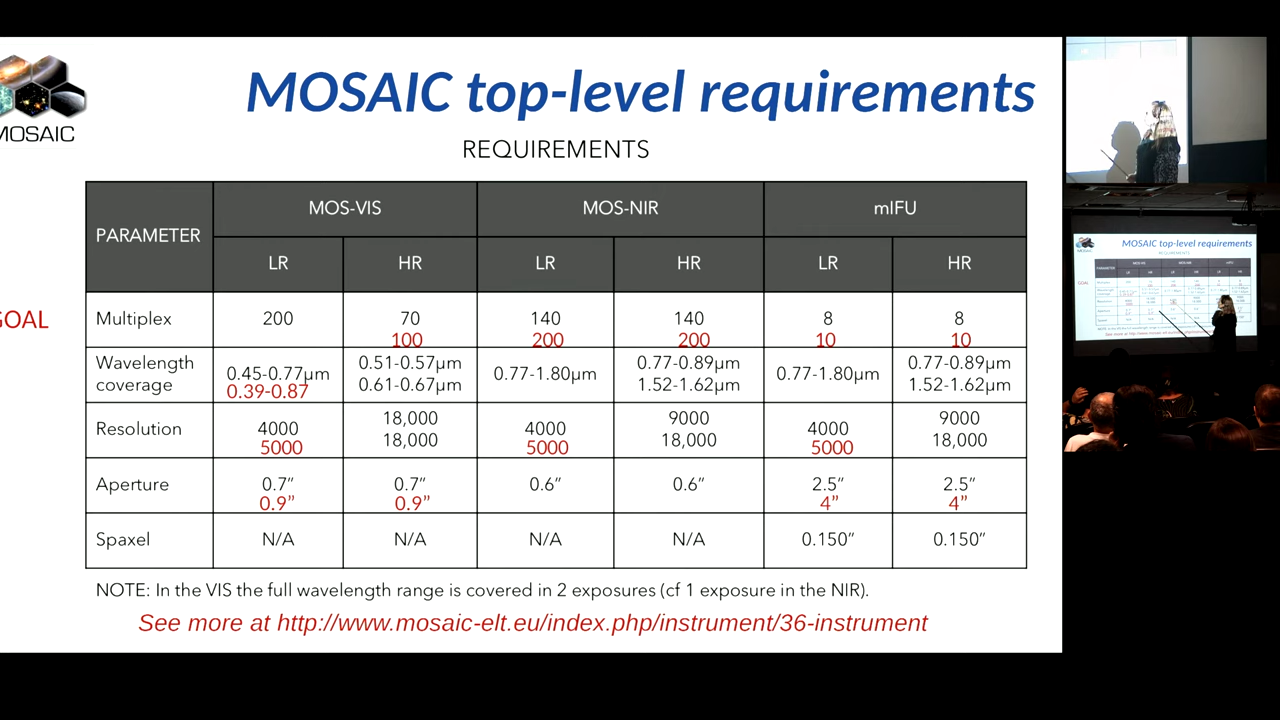 MOSAIC
MOSAIC top-level requirements
REQUIREMENTS
PARAMETER MOS-VIS MOS-NIR mIFU
LR HR LR HR LR HR
GOAL
Multiplex 200 70 140 140 8 8
100 200 200 10 10
Wavelength coverage 0.45-0.77µm 0.51-0.57µm 0.77-1.80µm 0.77-0.89µm 0.77-1.80µm 0.77-0.89µm
0.39-0.87 0.61-0.67µm 1.52-1.62µm 1.52-1.62µm
Resolution 4000 18,000 4000 9000 4000 9000
5000 18,000 5000 18,000 5000 18,000
Aperture 0.7” 0.7” 0.6” 0.6” 2.5” 2.5”
0.9” 0.9” 4” 4”
Spaxel N/A N/A N/A N/A 0.150” 0.150”
NOTE: In the VIS the full wavelength range is covered in 2 exposures (cf 1 exposure in the NIR).
See more at http://www.mosaic-elt.eu/index.php/instrument/36-instrument
MOSAIC top-level requirements